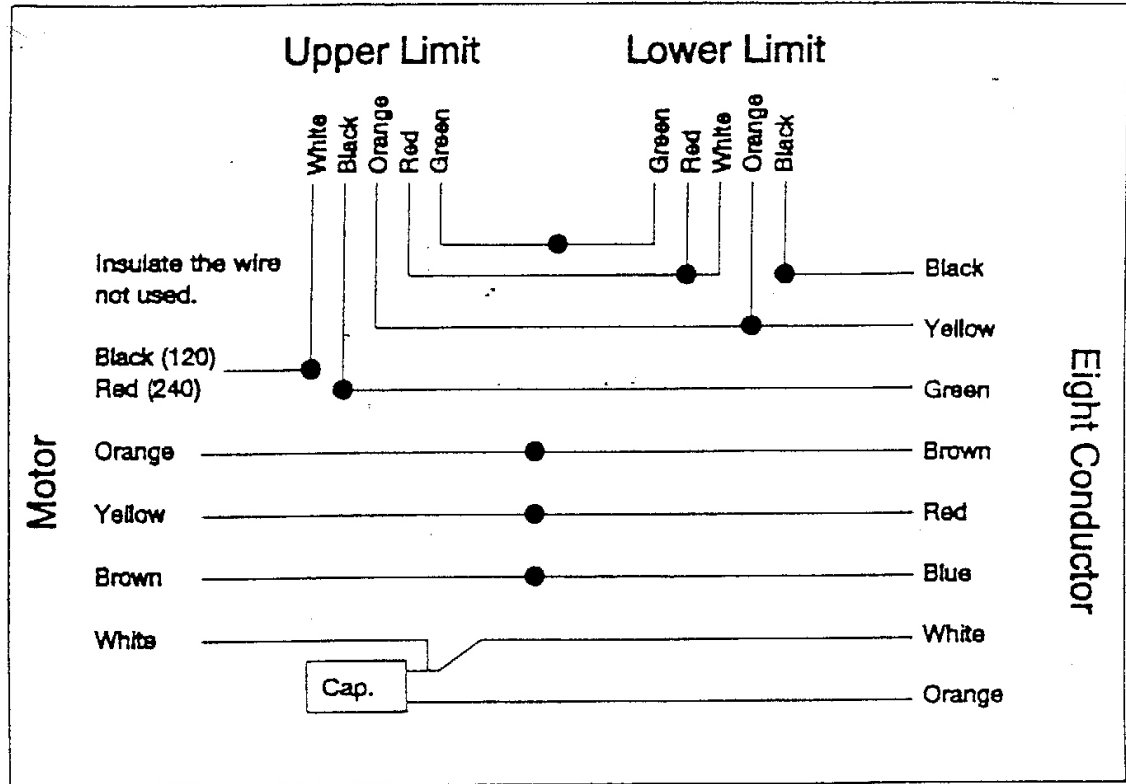 Upper Limit
Lower Limit
White
Black
Orange
Red
Green
Green
Red
White
Orange
Black
Insulate the wire
not used.
Black
Yellow
Black (120)
Red (240)
Green
Motor
Eight Conductor
Orange
Brown
Yellow
Red
Brown
Blue
White
White
Cap.
Orange